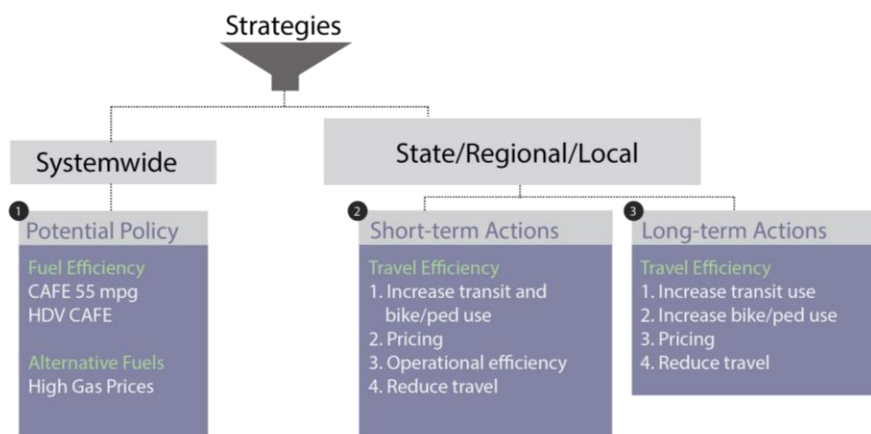 Strategies
Systemwide
State/Regional/Local
1
Potential Policy
Fuel Efficiency
CAFE 55 mpg
HDV CAFE
Alternative Fuels
High Gas Prices
2
Short-term Actions
Travel Efficiency
1. Increase transit and
bike/ped use
2. Pricing
3. Operational efficiency
4. Reduce travel
3
Long-term Actions
Travel Efficiency
1. Increase transit use
2. Increase bike/ped use
3. Pricing
4. Reduce travel